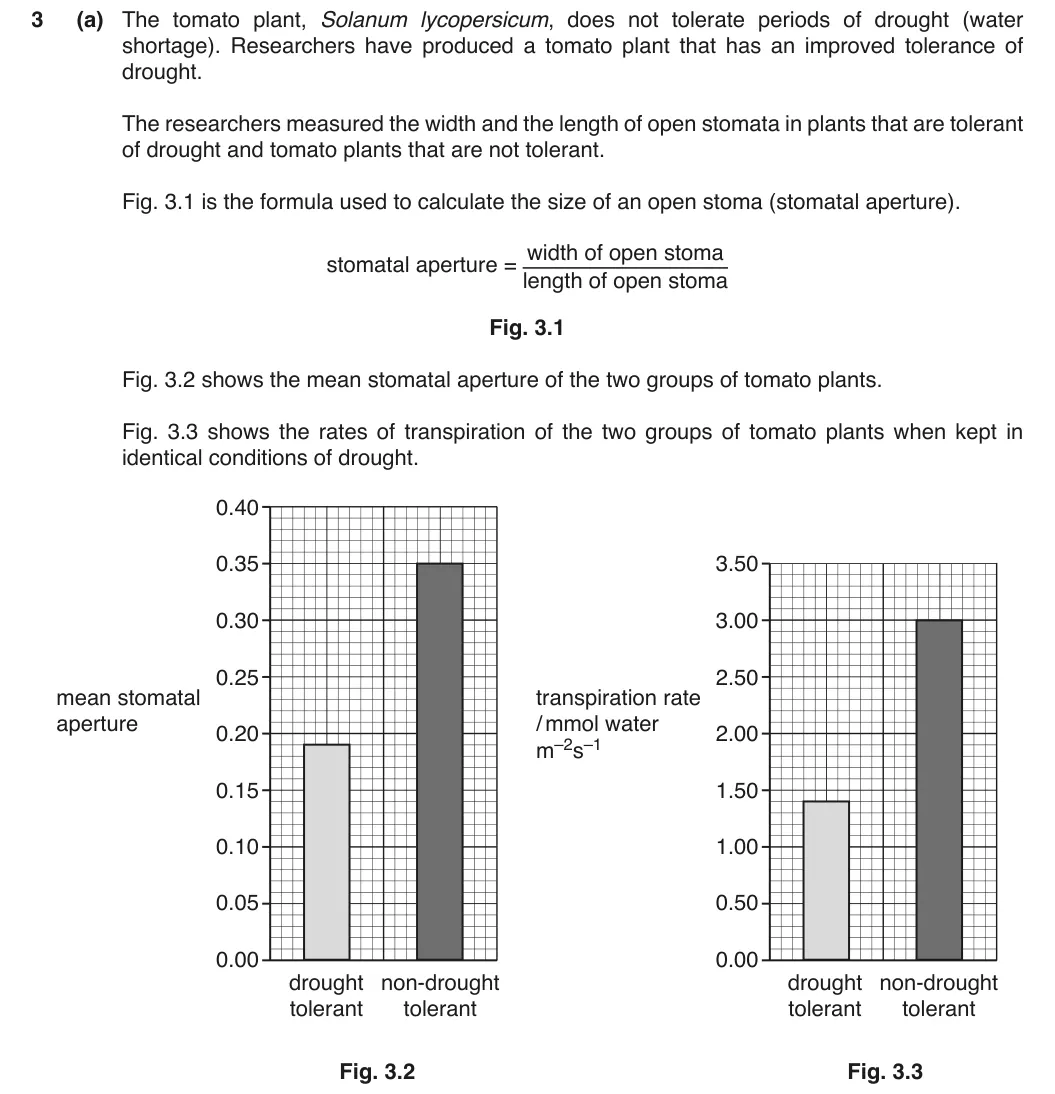 3 (a) The tomato plant, Solanum lycopersicum, does not tolerate periods of drought (water
shortage). Researchers have produced a tomato plant that has an improved tolerance of
drought.
The researchers measured the width and the length of open stomata in plants that are tolerant
of drought and tomato plants that are not tolerant.
Fig. 3.1 is the formula used to calculate the size of an open stoma (stomatal aperture).
stomatal aperture = width of open stoma
length of open stoma
Fig. 3.1
Fig. 3.2 shows the mean stomatal aperture of the two groups of tomato plants.
Fig. 3.3 shows the rates of transpiration of the two groups of tomato plants when kept in
identical conditions of drought.
0.40
0.35
0.30
0.25
0.20
0.15
0.10
0.05
0.00
mean stomatal
aperture
drought
tolerant
non-drought
tolerant
Fig. 3.2
3.50
3.00
2.50
2.00
1.50
1.00
0.50
0.00
transpiration rate
/ mmol water
m–2s–1
drought
tolerant
non-drought
tolerant
Fig. 3.3